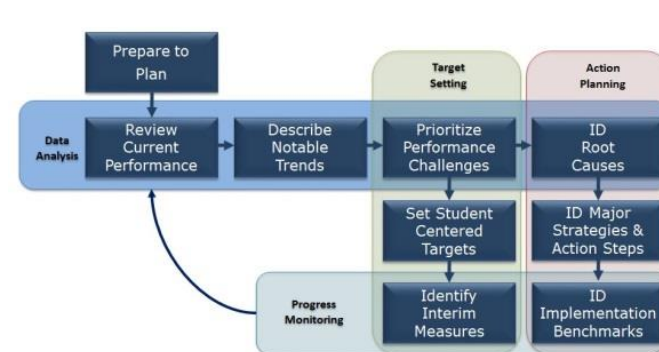 Prepare to
Plan
Target
Setting
Action
Planning
Data
Analysis
Review
Current
Performance
Describe
Notable
Trends
Prioritize
Performance
Challenges
ID
Root
Causes
Set Student
Centered
Targets
ID Major
Strategies &
Action Steps
Progress
Monitoring
Identify
Interim
Measures
ID
Implementation
Benchmarks